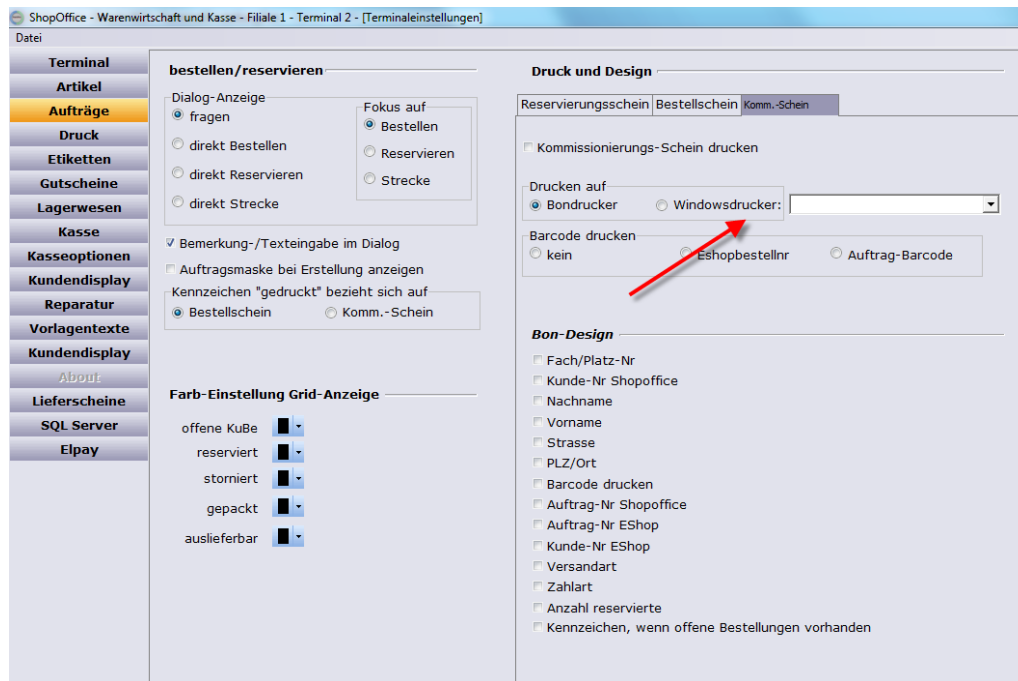 ShopOffice - Warenwirtschaft und Kasse - Filiale 1 - Terminal 2 - [Terminaleinstellungen]
Datei
Terminal
Artikel
Aufträge
Druck
Etiketten
Gutscheine
Lagerwesen
Kasse
Kasseoptionen
Kundendisplay
Reparatur
Vorlagentexte
Kundendisplay
About
Lieferscheine
SQL Server
Elpay
bestellen/reservieren
Dialog-Anzeige
fragen
direkt Bestellen
direkt Reservieren
direkt Strecke
Fokus auf
Bestellen
Reservieren
Strecke
Bemerkung-/Texteingabe im Dialog
Auftragsmaske bei Erstellung anzeigen
Kennzeichen "gedruckt" bezieht sich auf
Bestellschein Komm.-Schein
Farb-Einstellung Grid-Anzeige
offene KuBe
reserviert
storniert
gepackt
auslieferbar
Druck und Design
Reservierungsschein Bestellschein Komm.-Schein
Kommissionierungs-Schein drucken
Drucken auf
Bondrucker Windowsdrucker:
Barcode drucken
kein Eshopbestellnr Auftrag-Barcode
Bon-Design
Fach/Platz-Nr
Kunde-Nr Shopoffice
Nachname
Vorname
Strasse
PLZ/Ort
Barcode drucken
Auftrag-Nr Shopoffice
Auftrag-Nr EShop
Kunde-Nr EShop
Versandart
Zahlart
Anzahl reservierte
Kennzeichen, wenn offene Bestellungen vorhanden